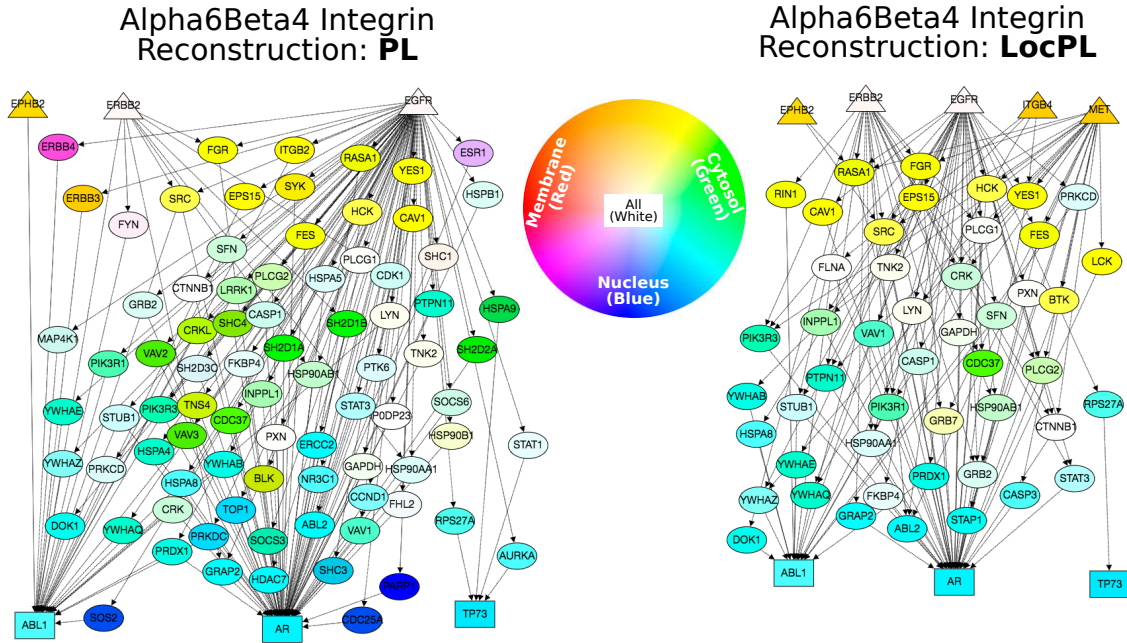 Alpha6Beta4 Integrin
Reconstruction: PL
Alpha6Beta4 Integrin
Reconstruction: LocPL
EPHB2
ERBB2
EGFR
ERBB4
FGR
ITGB2
RASA1
YES1
ESR1
HSPB1
ERBB3
SRC
EPS15
SYK
HCK
CAV1
FYN
SFN
FES
PLCG1
SHC1
CTNNB1
LRRK1
PLCG2
HSPA5
CDK1
PTPN11
GRB2
CASP1
LYN
HSPA9
MAP4K1
CRKL
SHC4
SH2D1B
SH2D1A
TNK2
SH2D2A
PIK3R1
VAV2
SH2D3C
FKBP4
HSP90AB1
PTK6
INPPL1
SOCS6
YWHAE
STUB1
PIK3R3
TNS4
CDC37
STAT3
P0DP23
VAV3
PXN
ERCC2
HSP90B1
STAT1
YWHAZ
PRKCD
HSPA4
YWHAB
GAPDH
HSP90AA1
HSPA8
BLK
NR3C1
CCND1
FHL2
DOK1
YWHAQ
CRK
TOP1
ABL2
VAV1
RPS27A
PRDX1
PRKDC
SOCS3
AURKA
GRAP2
HDAC7
SHC3
PARP1
ABL1
SOS2
AR
CDC25A
TP73
Membrane
(Red)
Cytosol
(Green)
All
(White)
Nucleus
(Blue)
EPHB2
ERBB2
EGFR
ITGB4
MET
RIN1
RASA1
FGR
HCK
YES1
PRKCD
CAV1
EPS15
SRC
PLCG1
FES
FLNA
TNK2
CRK
LCK
PXN
BTK
INPPL1
LYN
SFN
PIK3R3
VAV1
GAPDH
CASP1
CDC37
PLCG2
PTPN11
YWHAB
STUB1
PIK3R1
GRB7
HSP90AB1
RPS27A
HSPA8
HSP90AA1
CTNNB1
YWHAE
PRDX1
GRB2
STAT3
YWHAZ
YWHAQ
FKBP4
CASP3
GRAP2
ABL2
STAP1
DOK1
ABL1
AR
TP73